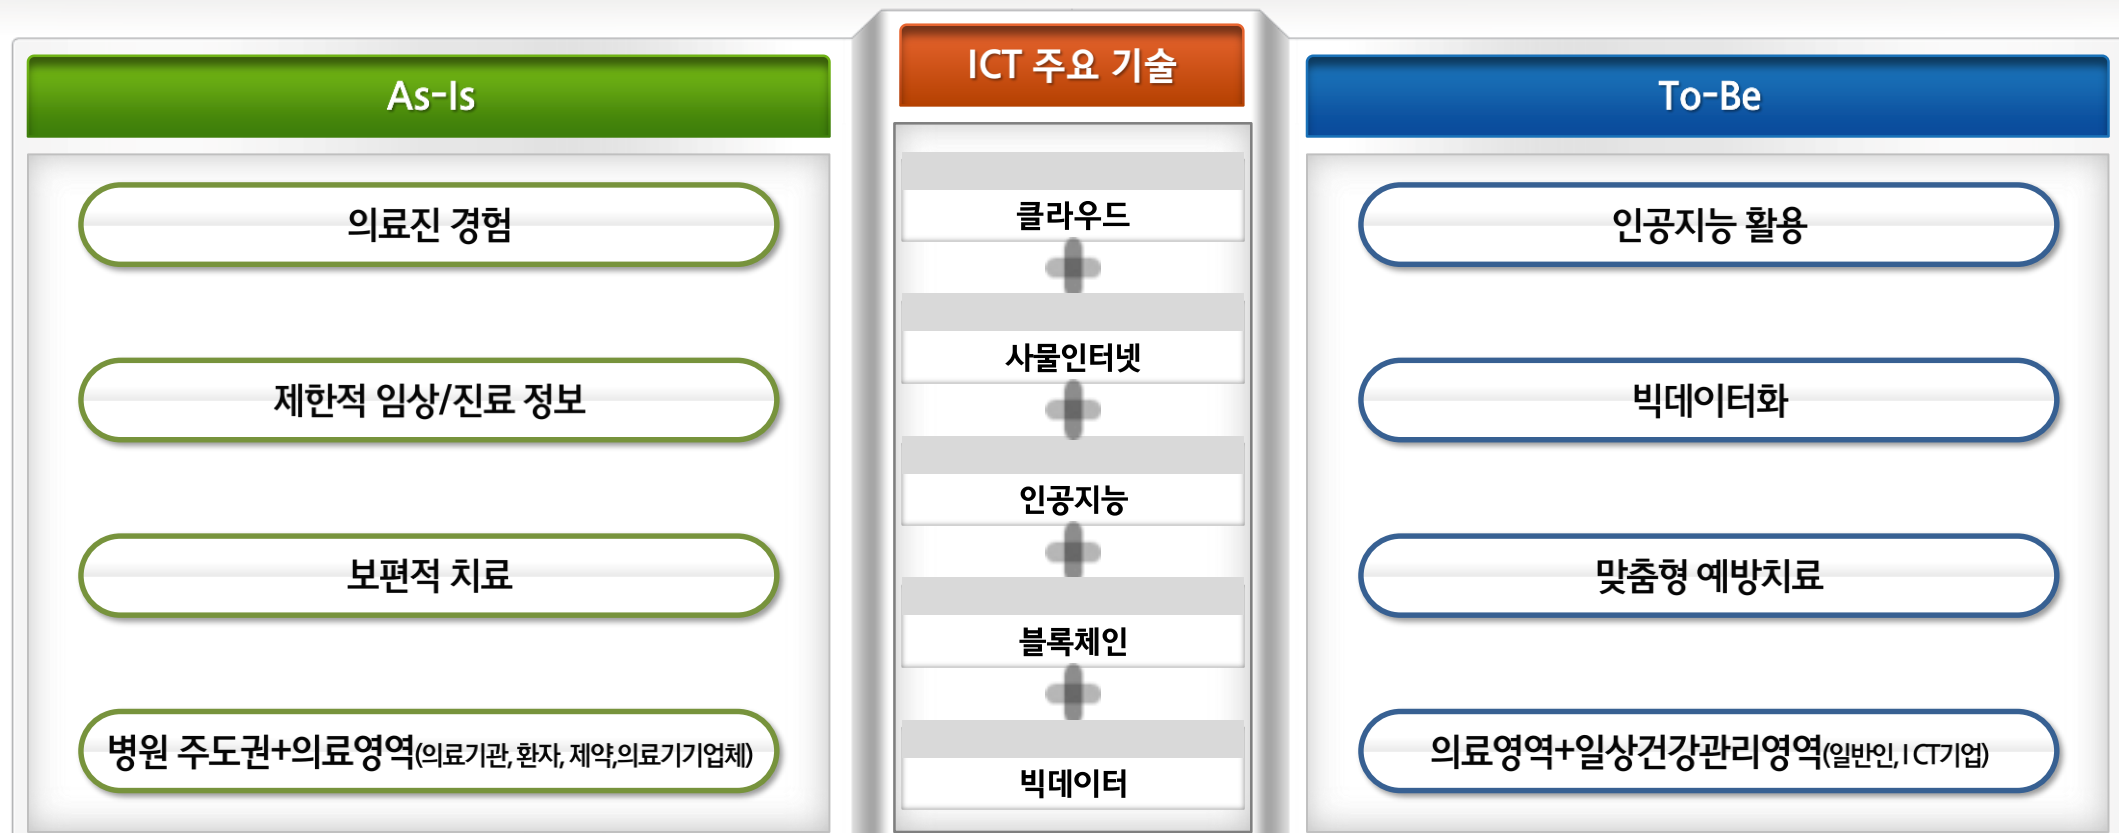 As-Is
의료진 경험
제한적 임상/진료 정보
보편적 치료
병원 주도권+의료영역(의료기관, 환자, 제약,의료기기업체)
ICT 주요 기술
클라우드
사물인터넷
인공지능
블록체인
빅데이터
To-Be
인공지능 활용
빅데이터화
맞춤형 예방치료
의료영역+일상건강관리영역(일반인, I CT기업)